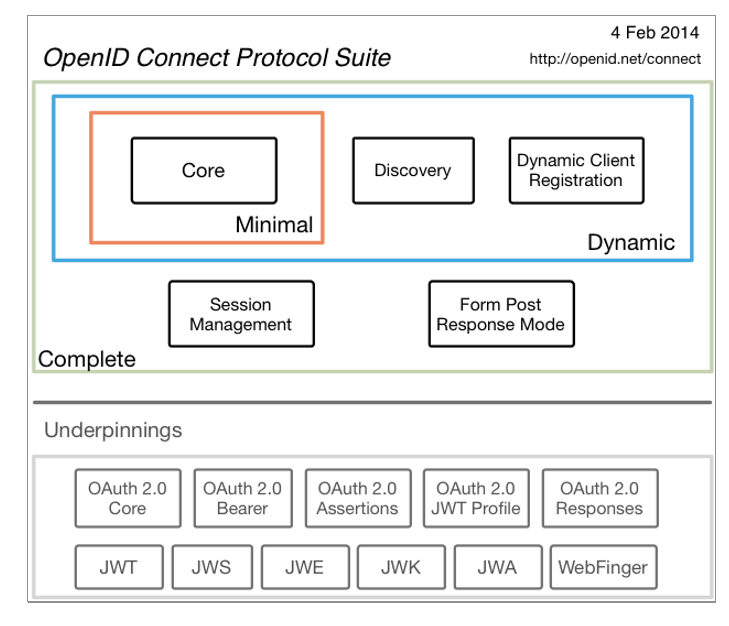 4 Feb 2014
OpenID Connect Protocol Suite
http://openid.net/connect
Core
Discovery
Dynamic Client
Registration
Minimal
Dynamic
Session
Management
Form Post
Response Mode
Complete
Underpinnings
OAuth 2.0
Core
OAuth 2.0
Bearer
OAuth 2.0
Assertions
OAuth 2.0
JWT Profile
OAuth 2.0
Responses
JWT
JWS
JWE
JWK
JWA
WebFinger